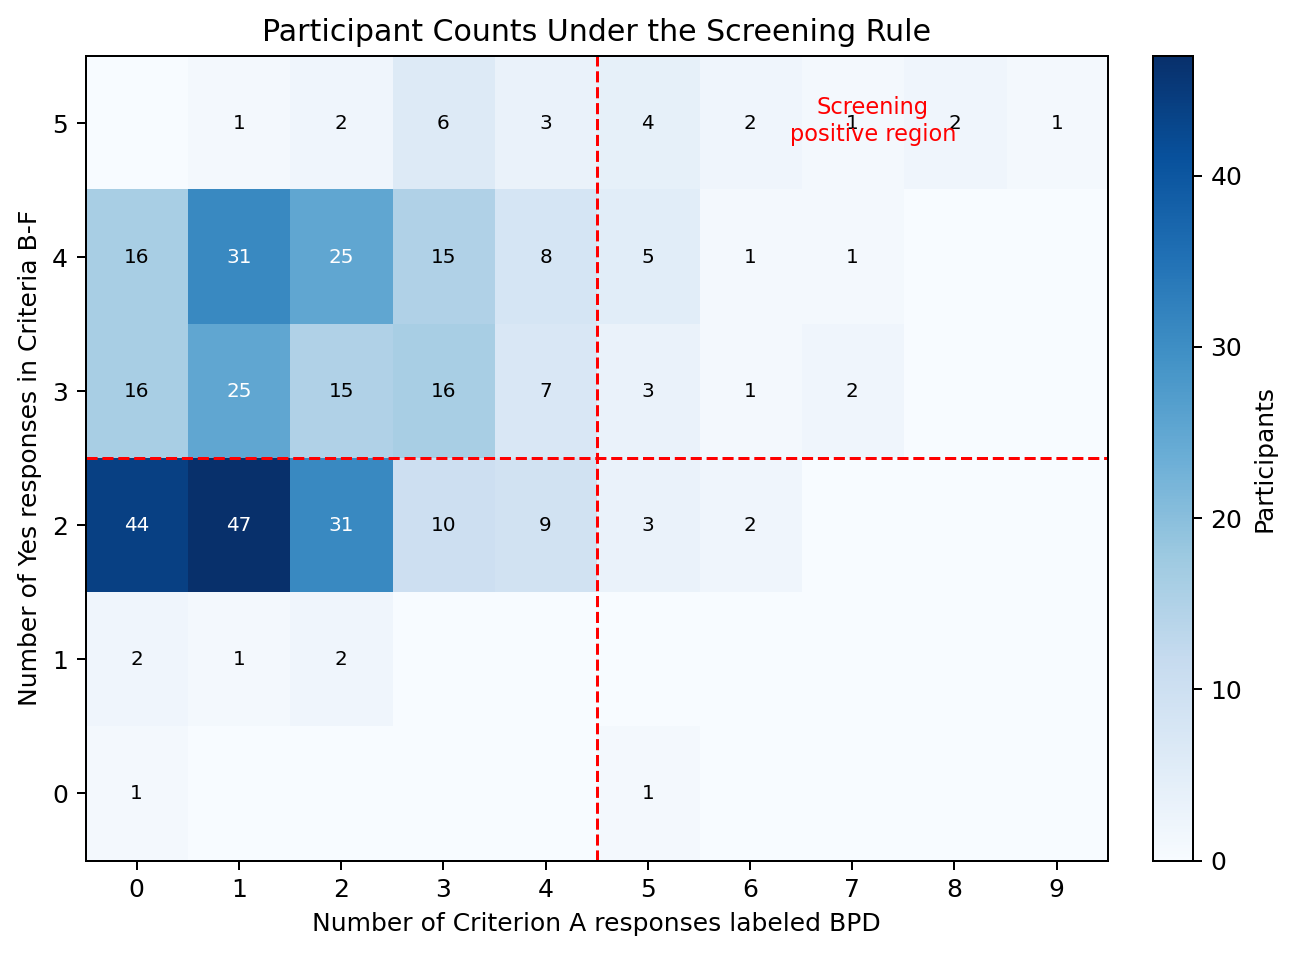 Participant Counts Under the Screening Rule
Number of Yes responses in Criteria B-F
5
1 2 6 3 4 2 1 2 1
Screening
positive region
4
16 31 25 15 8 5 1 1
3
16 25 15 16 7 3 1 2
2
44 47 31 10 9 3 2
1
2 1 2
0
1 1
0 1 2 3 4 5 6 7 8 9
Number of Criterion A responses labeled BPD
40
30
20
10
0
Participants